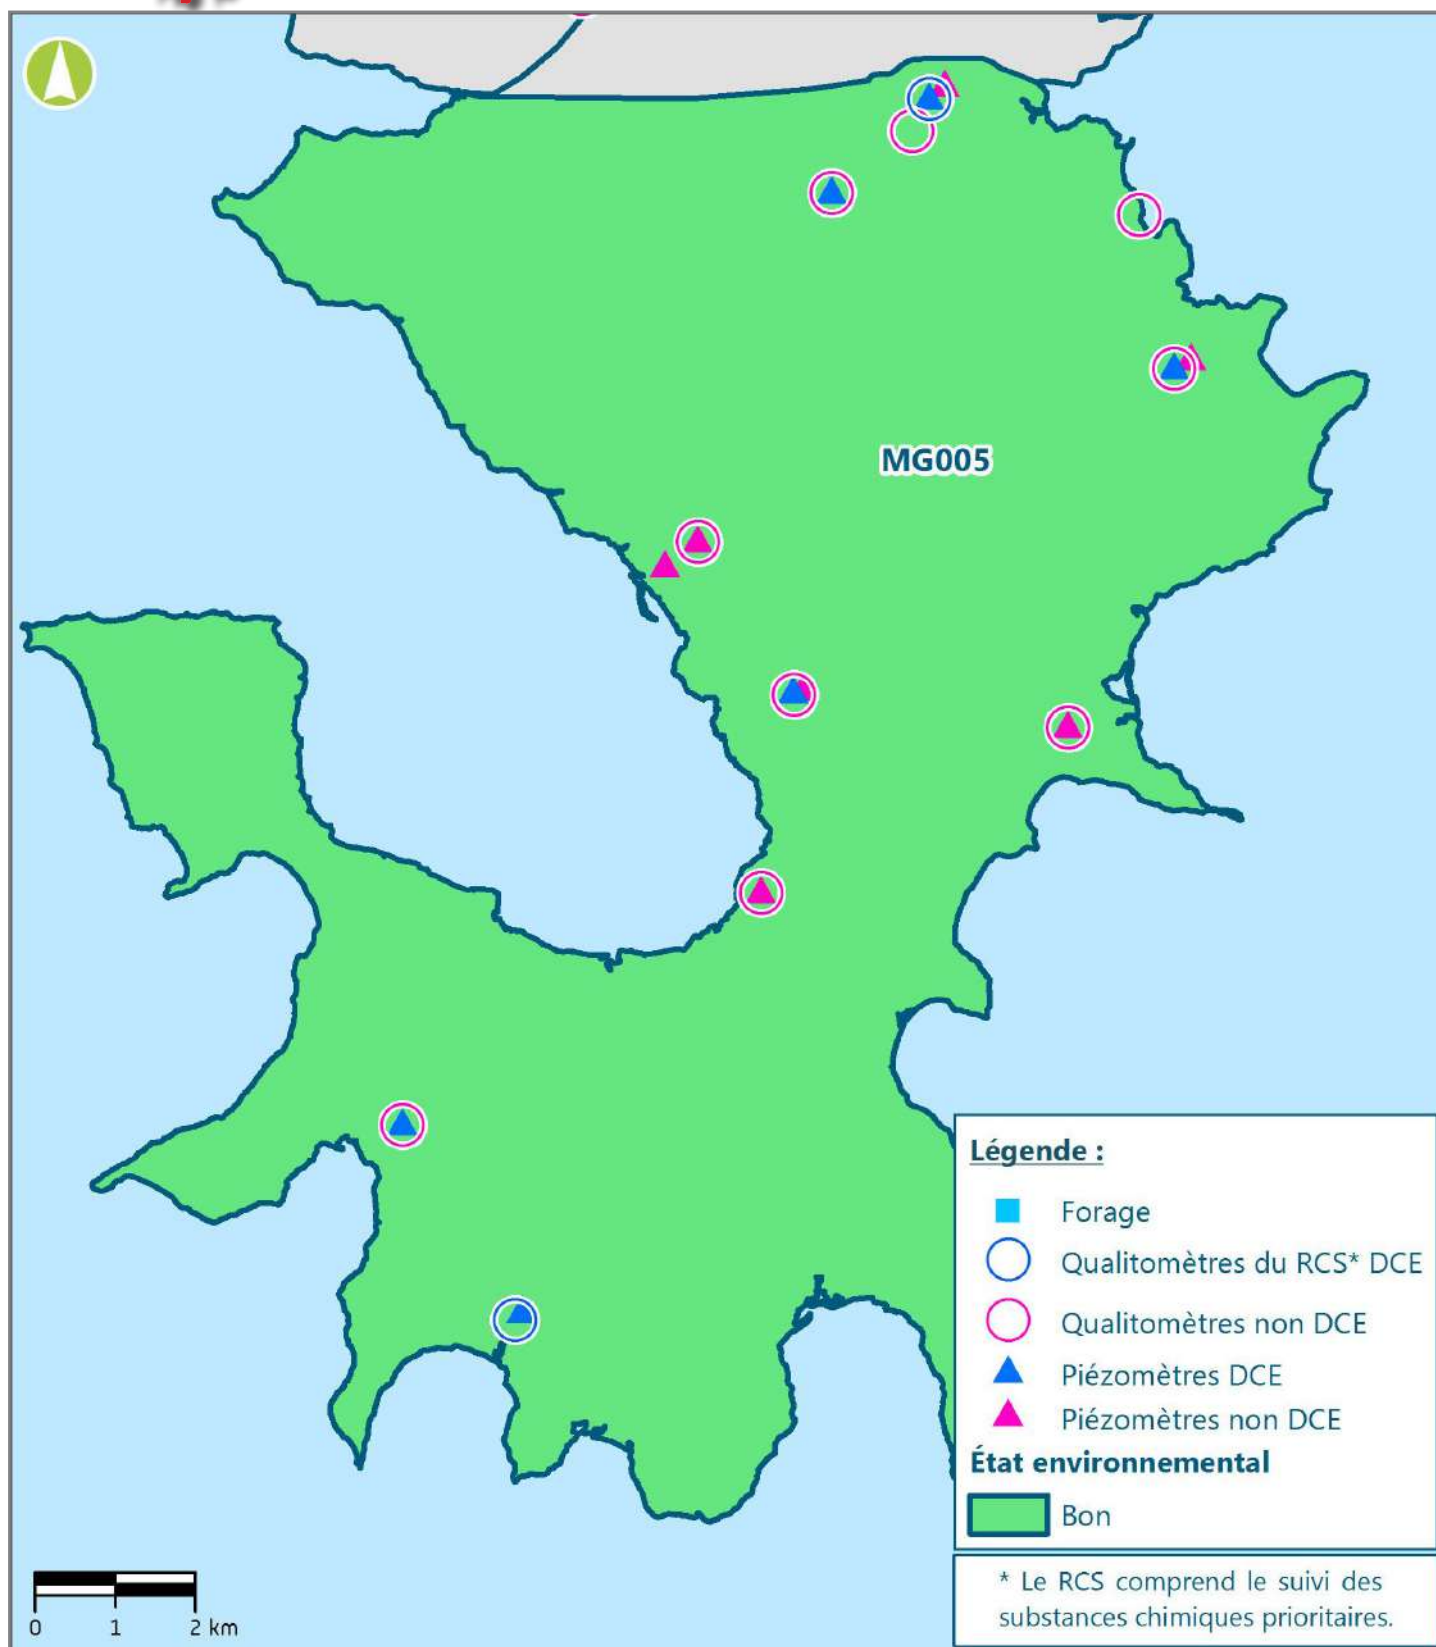 MG005
Légende :
Forage
Qualitomètres du RCS* DCE
Qualitomètres non DCE
Piézomètres DCE
Piézomètres non DCE
État environnemental
Bon
* Le RCS comprend le suivi des
substances chimiques prioritaires.
0 1 2 km